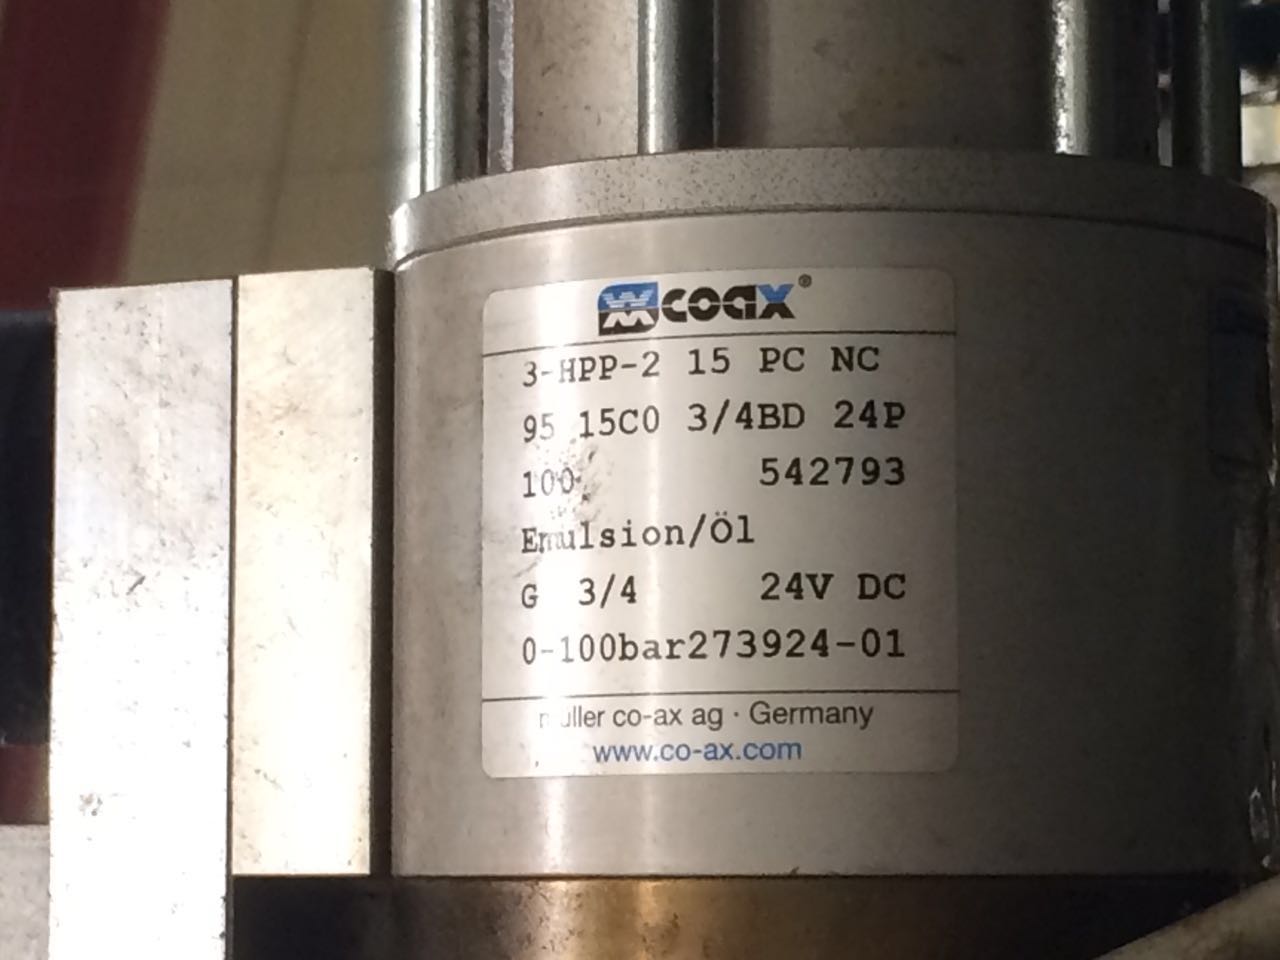 coax®
3-HPP-2 15 PC NC
95 15C0 3/4BD 24P
100 542793
Emulsion/Öl
G 3/4 24V DC
0-100bar273924-01
müller co-ax ag · Germany
www.co-ax.com